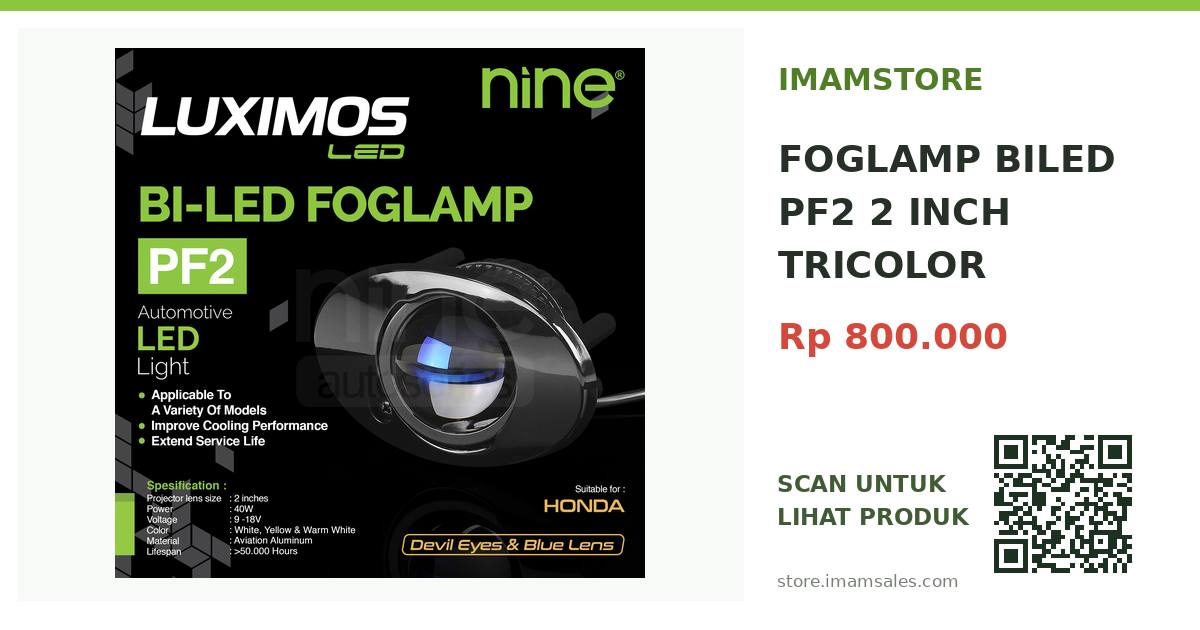 nine®
LUXIMOS
LED
BI-LED FOGLAMP
PF2
Automotive
LED
Light
Applicable To
A Variety Of Models
Improve Cooling Performance
Extend Service Life
Spesification :
Projector lens size : 2 inches
Power : 40W
Voltage : 9 -18V
Color : White, Yellow & Warm White
Material : Aviation Aluminum
Lifespan : >50.000 Hours
Suitable for :
HONDA
Devil Eyes & Blue Lens
nine
autoseries
IMAMSTORE
FOGLAMP BILED
PF2 2 INCH
TRICOLOR
Rp 800.000
SCAN UNTUK
LIHAT PRODUK
store.imamsales.com